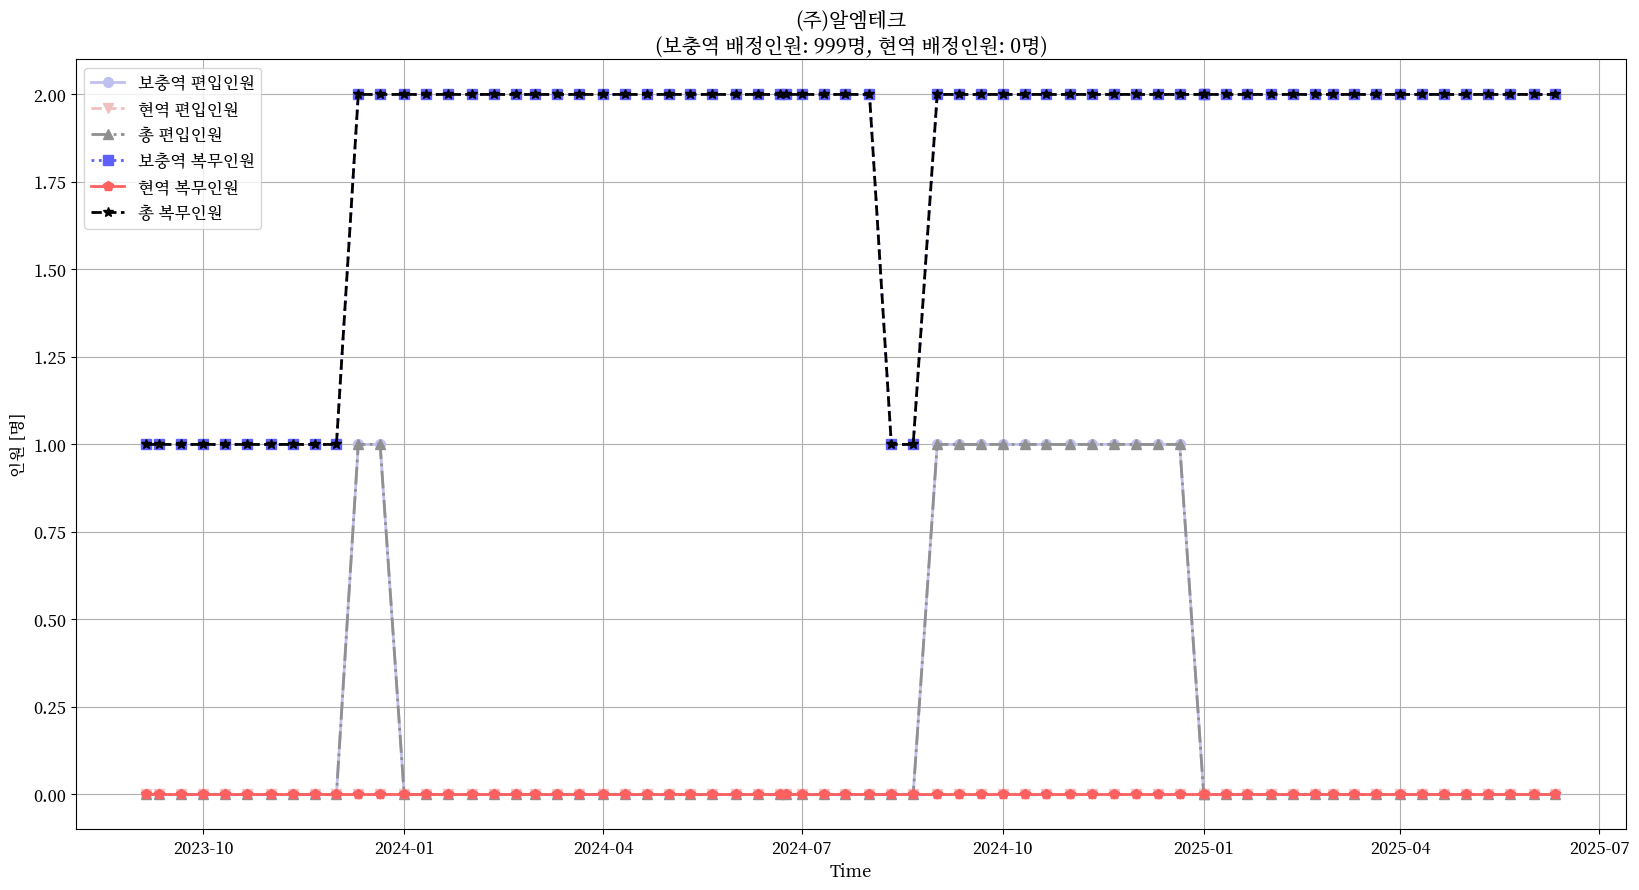 (주)알엠테크
(보충역 배정인원: 999명, 현역 배정인원: 0명)
보충역 편입인원
현역 편입인원
총 편입인원
보충역 복무인원
현역 복무인원
총 복무인원
인원 [명]
2.00
1.75
1.50
1.25
1.00
0.75
0.50
0.25
0.00
2023-10
2024-01
2024-04
2024-07
2024-10
2025-01
2025-04
2025-07
Time